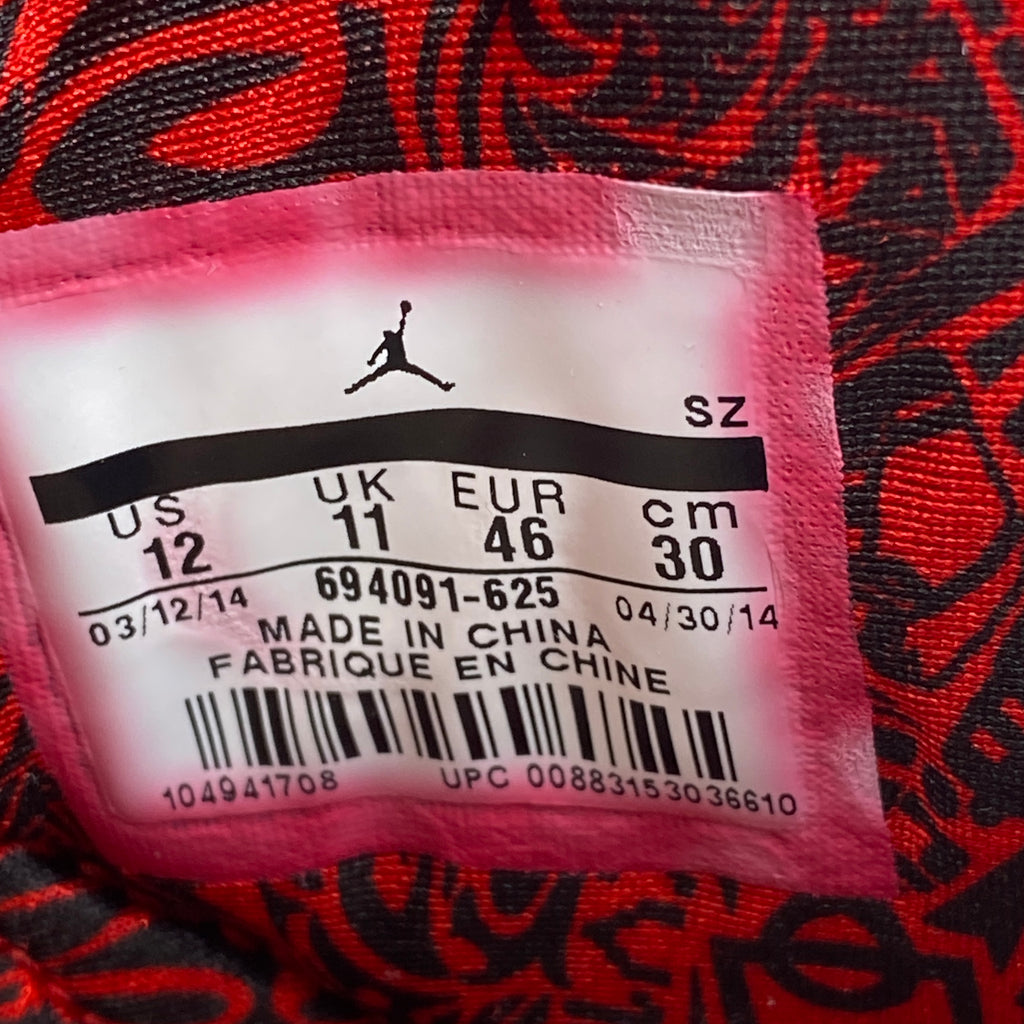 SZ
US UK EUR cm
12 11 46 30
03/12/14 694091-625 04/30/14
MADE IN CHINA
FABRIQUE EN CHINE
104941708 UPC 00883153036610